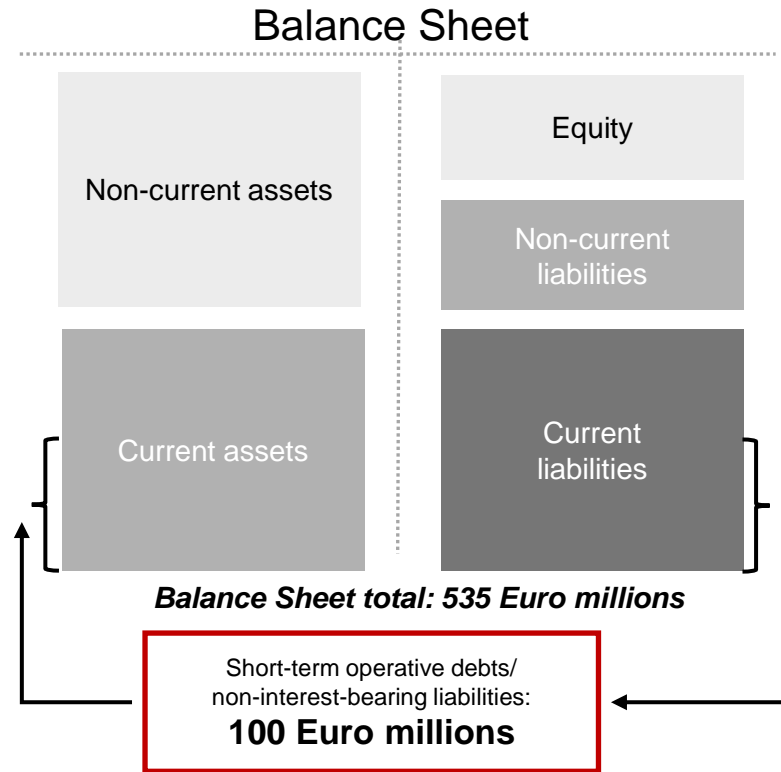 Balance Sheet
Non-current assets
Equity
Non-current
liabilities
Current assets
Current
liabilities
Balance Sheet total: 535 Euro millions
Short-term operative debts/
non-interest-bearing liabilities:
100 Euro millions